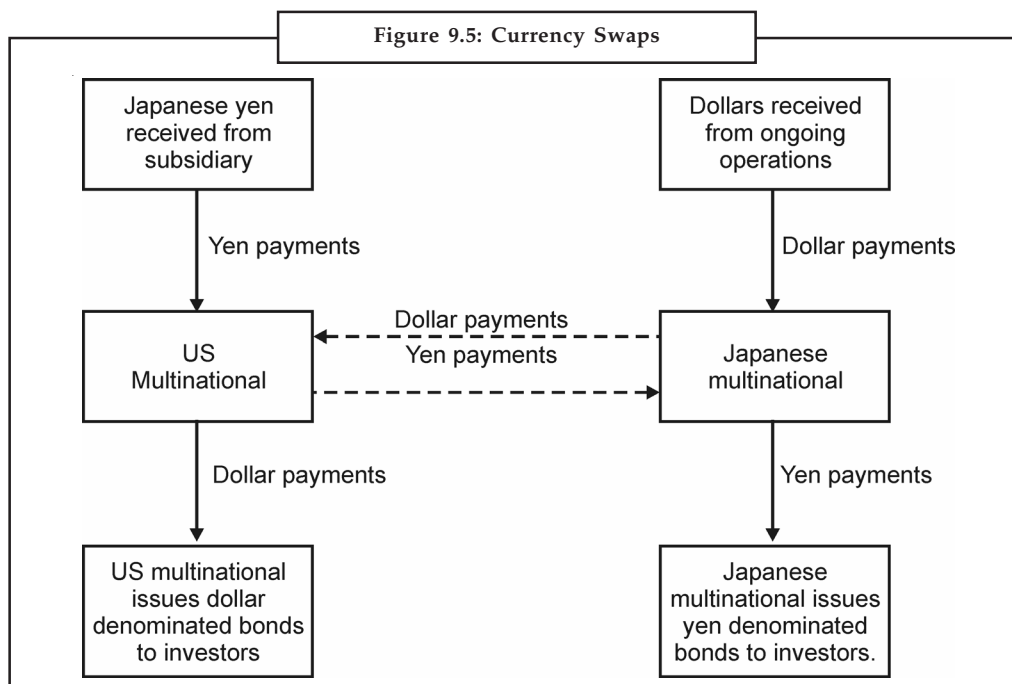 Figure 9.5: Currency Swaps
Japanese yen
received from
subsidiary
Dollars received
from ongoing
operations
Yen payments
Dollar payments
US
Multinational
Dollar payments
Yen payments
Japanese
multinational
Dollar payments
Yen payments
US multinational
issues dollar
denominated bonds
to investors
Japanese
multinational issues
yen denominated
bonds to investors.